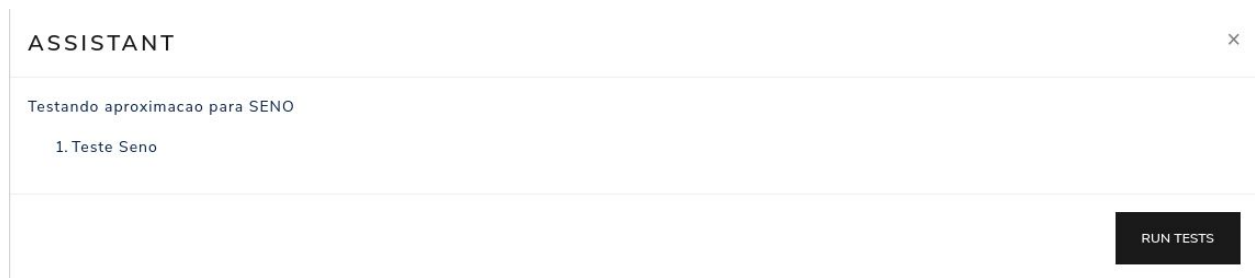 ASSISTANT
×
Testando aproximacao para SENO
1. Teste Seno
RUN TESTS